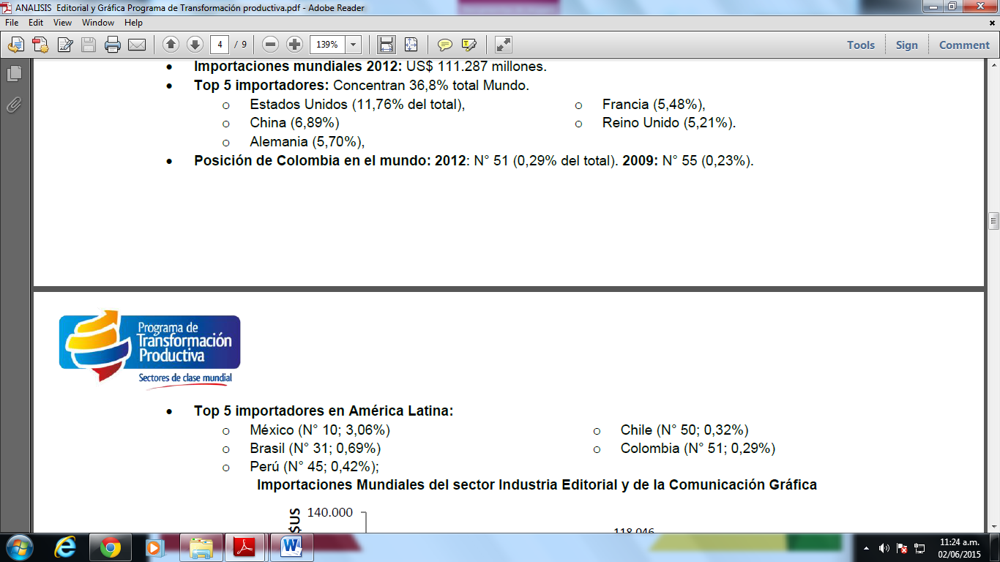 ANALISIS  Editorial y Gráfica Programa de Transformación productiva.pdf - Adobe Reader
File Edit View Window Help
4 / 9 139% Tools Sign Comment
• Importaciones mundiales 2012: US$ 111.287 millones.
• Top 5 importadores: Concentran 36,8% total Mundo.
o Estados Unidos (11,76% del total), o Francia (5,48%),
o China (6,89%) o Reino Unido (5,21%).
o Alemania (5,70%),
• Posición de Colombia en el mundo: 2012: N° 51 (0,29% del total). 2009: N° 55 (0,23%).
Programa de
Transformación
Productiva
Sectores de clase mundial
• Top 5 importadores en América Latina:
o México (N° 10; 3,06%) o Chile (N° 50; 0,32%)
o Brasil (N° 31; 0,69%) o Colombia (N° 51; 0,29%)
o Perú (N° 45; 0,42%);
Importaciones Mundiales del sector Industria Editorial y de la Comunicación Gráfica
$US 140.000
118.046
11:24 a.m.
02/06/2015